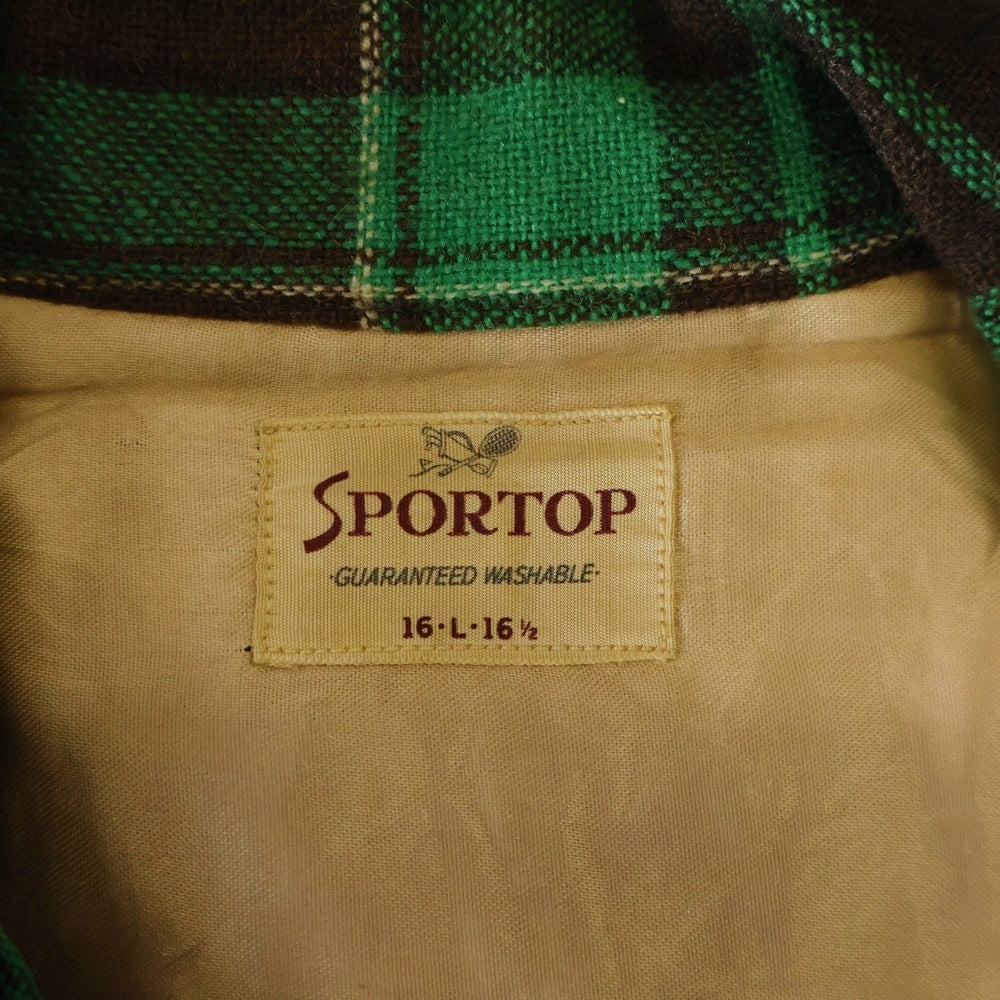 SPORTOP
·GUARANTEED WASHABLE·
16·L·16½